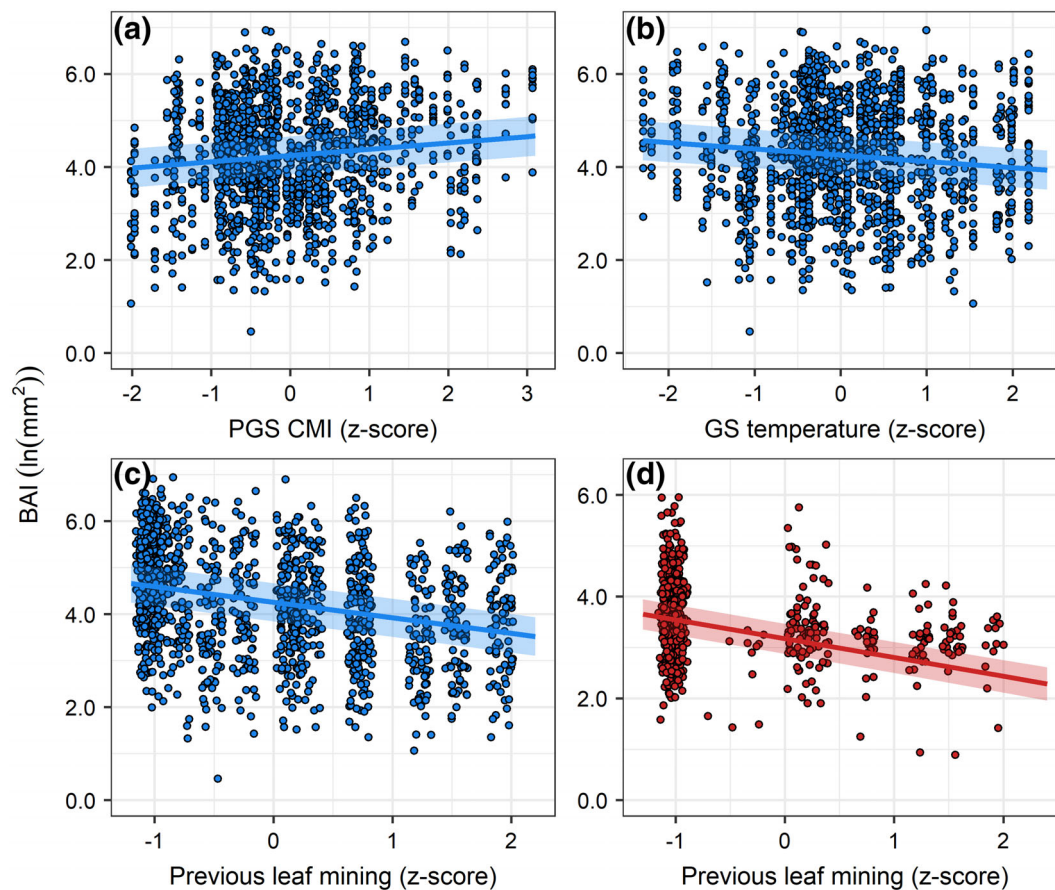 (a)
(b)
6.0
4.0
2.0
0.0
-2 -1 0 1 2 3
-2 -1 0 1 2
PGS CMI (z-score)
GS temperature (z-score)
BAI (ln(mm²))
(c)
(d)
6.0
4.0
2.0
0.0
6.0
4.0
2.0
0.0
6.0
4.0
2.0
0.0
-1 0 1 2
-1 0 1 2
Previous leaf mining (z-score)
Previous leaf mining (z-score)